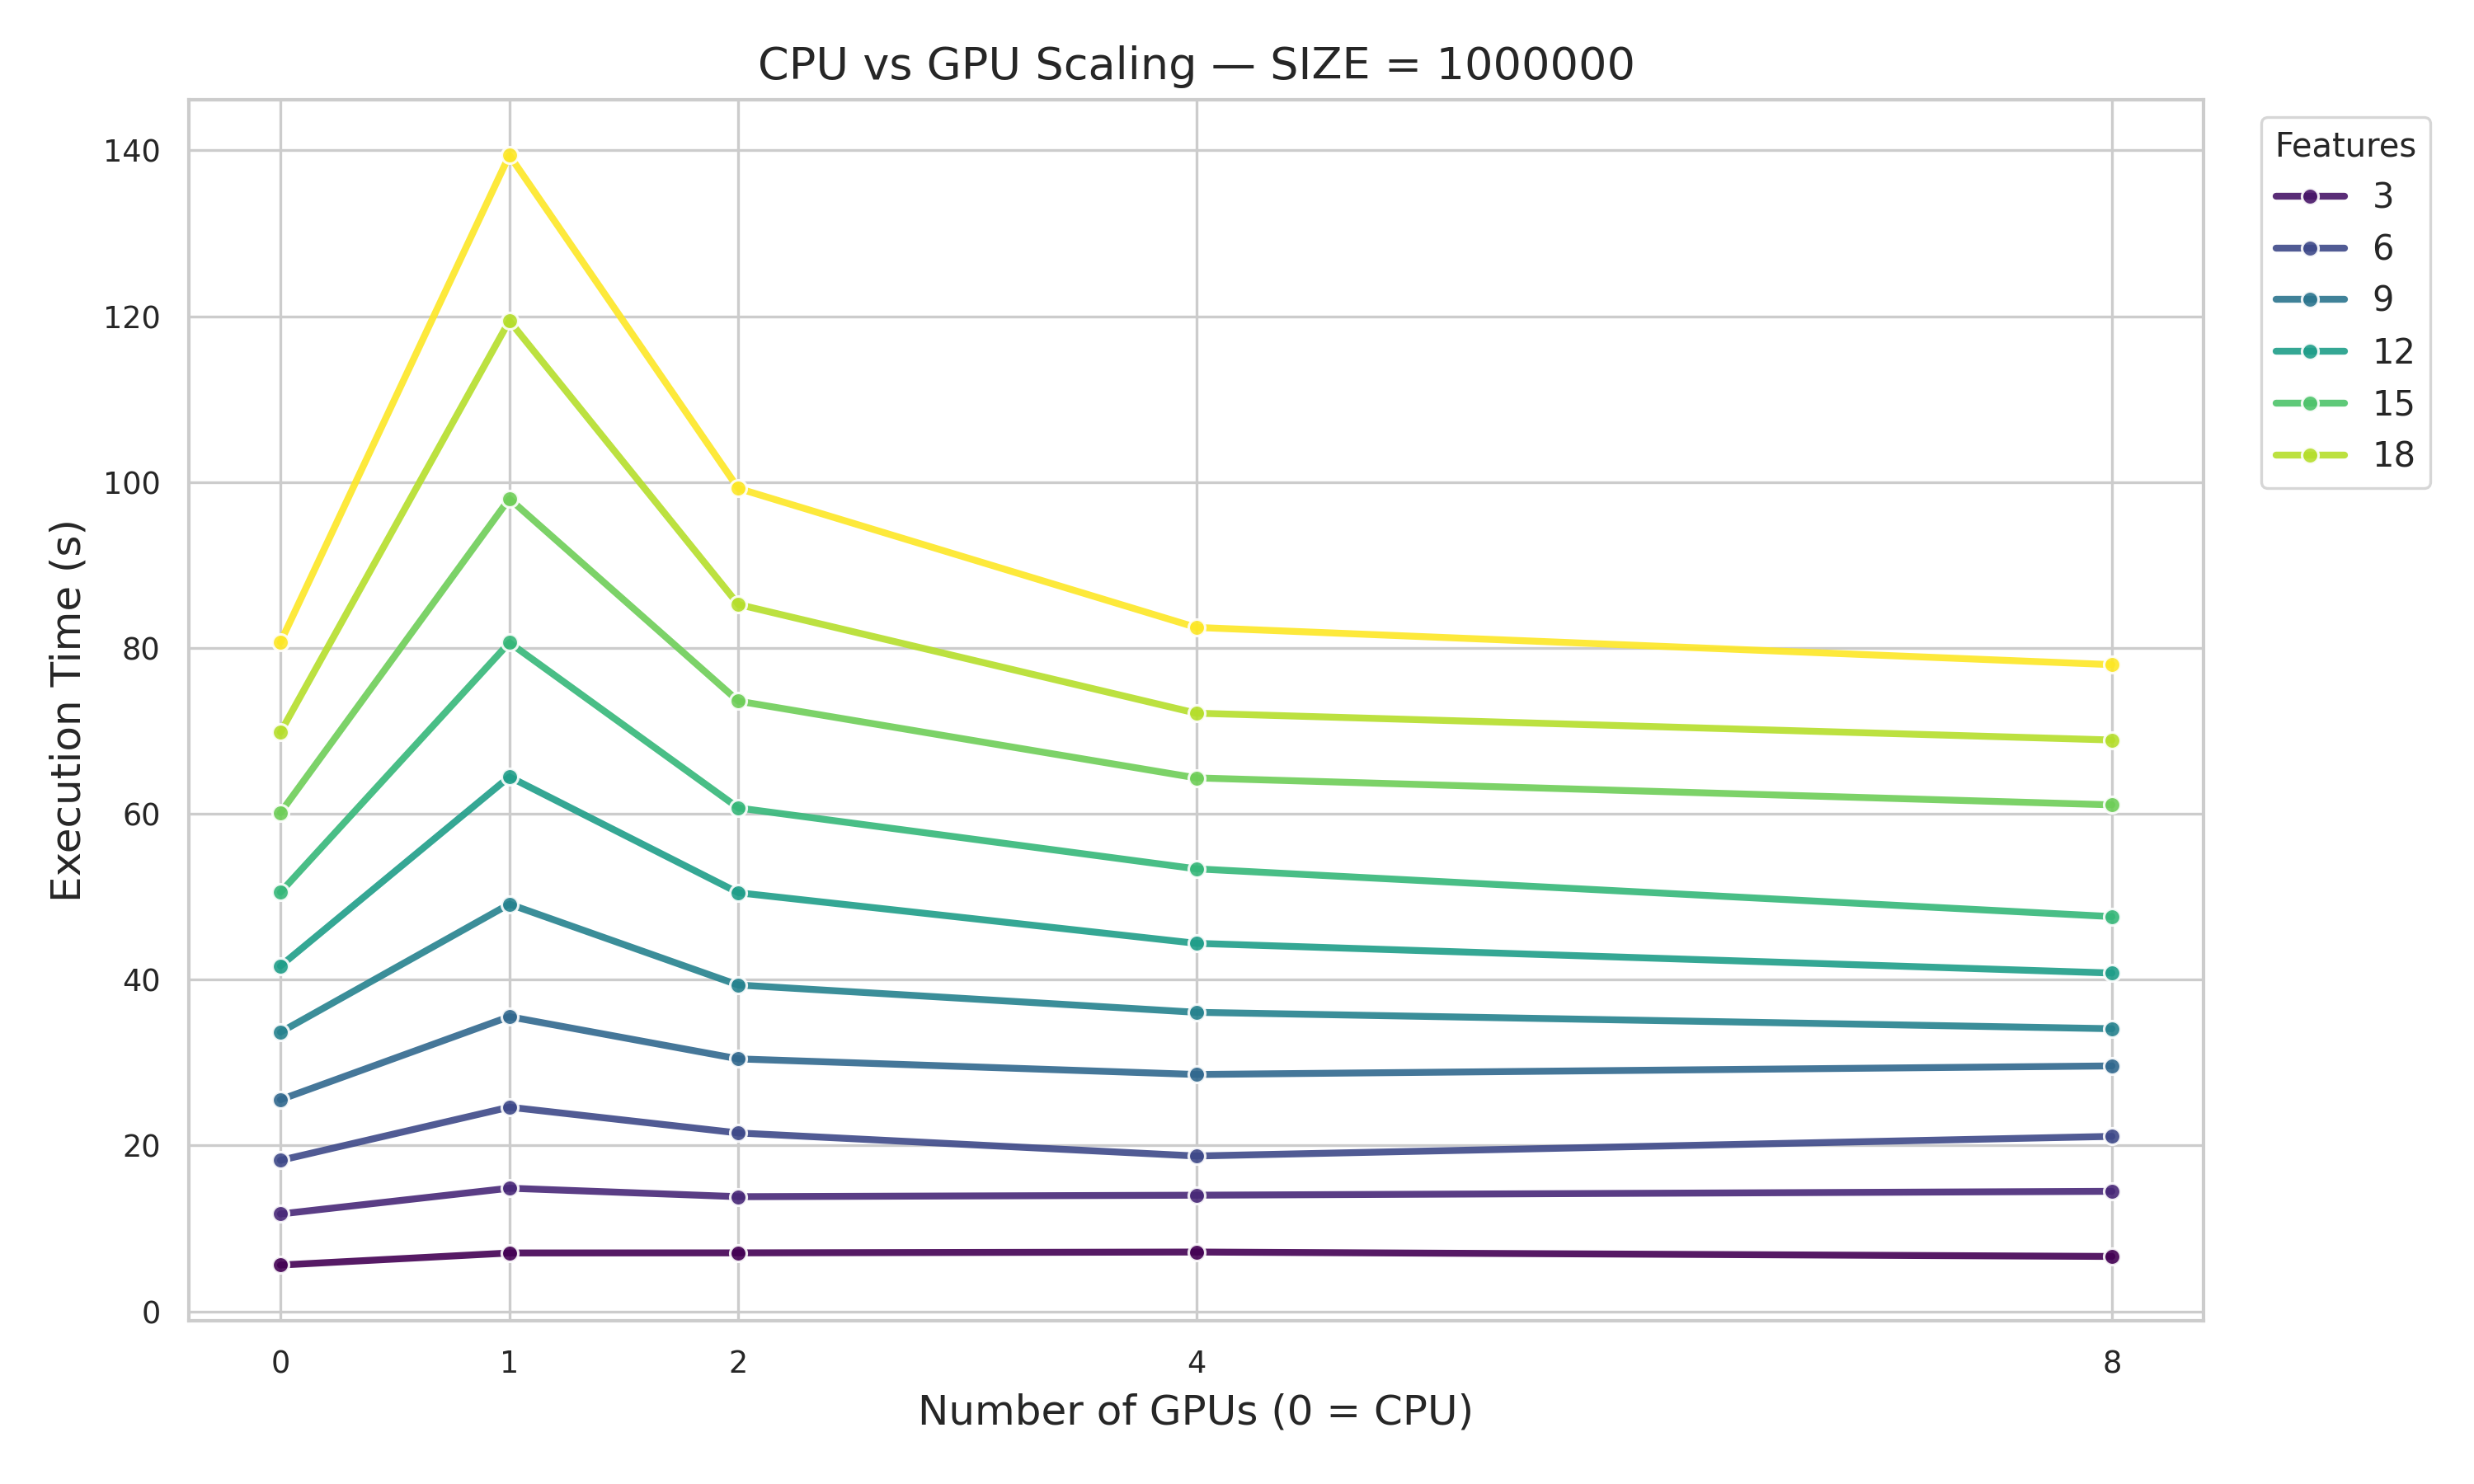 CPU vs GPU Scaling — SIZE = 1000000
Execution Time (s)
140
120
100
80
60
40
20
0
0 1 2 4 8
Number of GPUs (0 = CPU)
Features
3
6
9
12
15
18